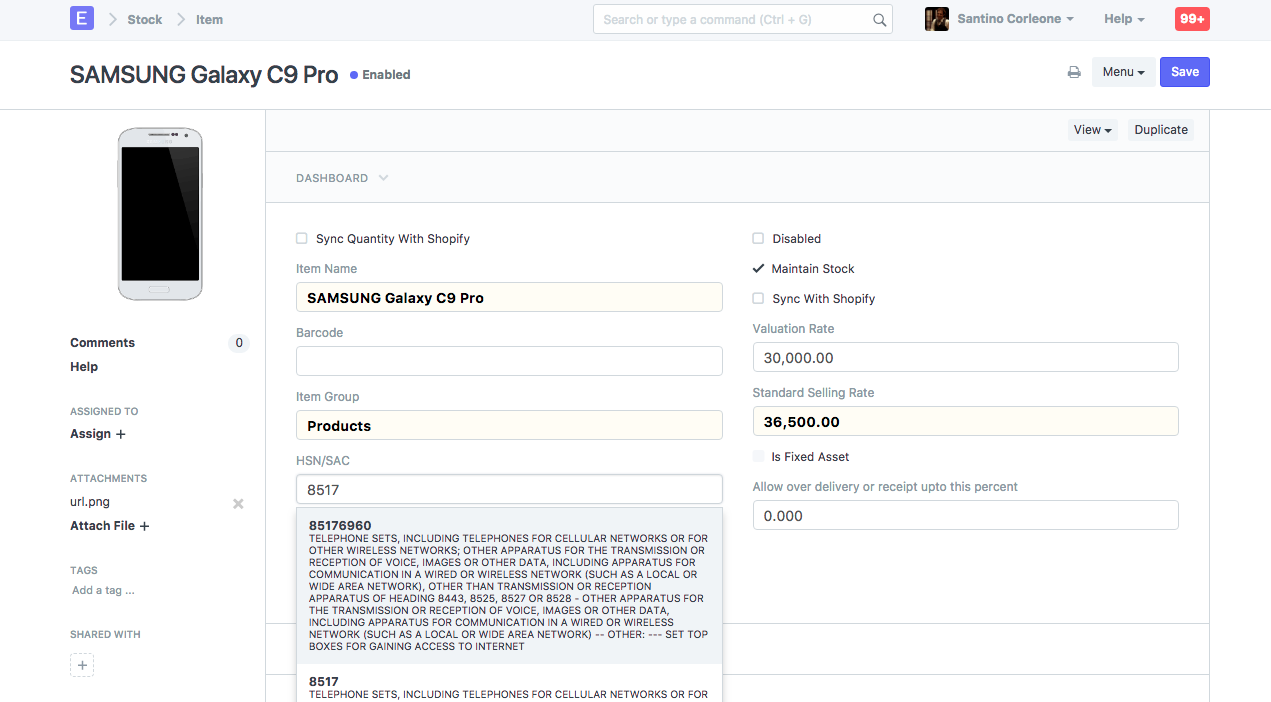 E Stock Item Search or type a command (Ctrl + G) Santino Corleone Help 99+
SAMSUNG Galaxy C9 Pro Enabled Menu Save
View Duplicate
DASHBOARD
Sync Quantity With Shopify
Item Name
SAMSUNG Galaxy C9 Pro
Barcode
Item Group
Products
HSN/SAC
8517
85176960
TELEPHONE SETS, INCLUDING TELEPHONES FOR CELLULAR NETWORKS OR FOR
OTHER WIRELESS NETWORKS; OTHER APPARATUS FOR THE TRANSMISSION OR
RECEPTION OF VOICE, IMAGES OR OTHER DATA, INCLUDING APPARATUS FOR
COMMUNICATION IN A WIRED OR WIRELESS NETWORK (SUCH AS A LOCAL OR
WIDE AREA NETWORK), OTHER THAN TRANSMISSION OR RECEPTION
APPARATUS OF HEADING 8443, 8525, 8527 OR 8528 - OTHER APPARATUS FOR
THE TRANSMISSION OR RECEPTION OF VOICE, IMAGES OR OTHER DATA,
INCLUDING APPARATUS FOR COMMUNICATION IN A WIRED OR WIRELESS
NETWORK (SUCH AS A LOCAL OR WIDE AREA NETWORK) -- OTHER: --- SET TOP
BOXES FOR GAINING ACCESS TO INTERNET
8517
TELEPHONE SETS, INCLUDING TELEPHONES FOR CELLULAR NETWORKS OR FOR
Disabled
Maintain Stock
Sync With Shopify
Valuation Rate
30,000.00
Standard Selling Rate
36,500.00
Is Fixed Asset
Allow over delivery or receipt upto this percent
0.000
Comments 0
Help
ASSIGNED TO
Assign +
ATTACHMENTS
url.png
Attach File +
TAGS
Add a tag ...
SHARED WITH
+